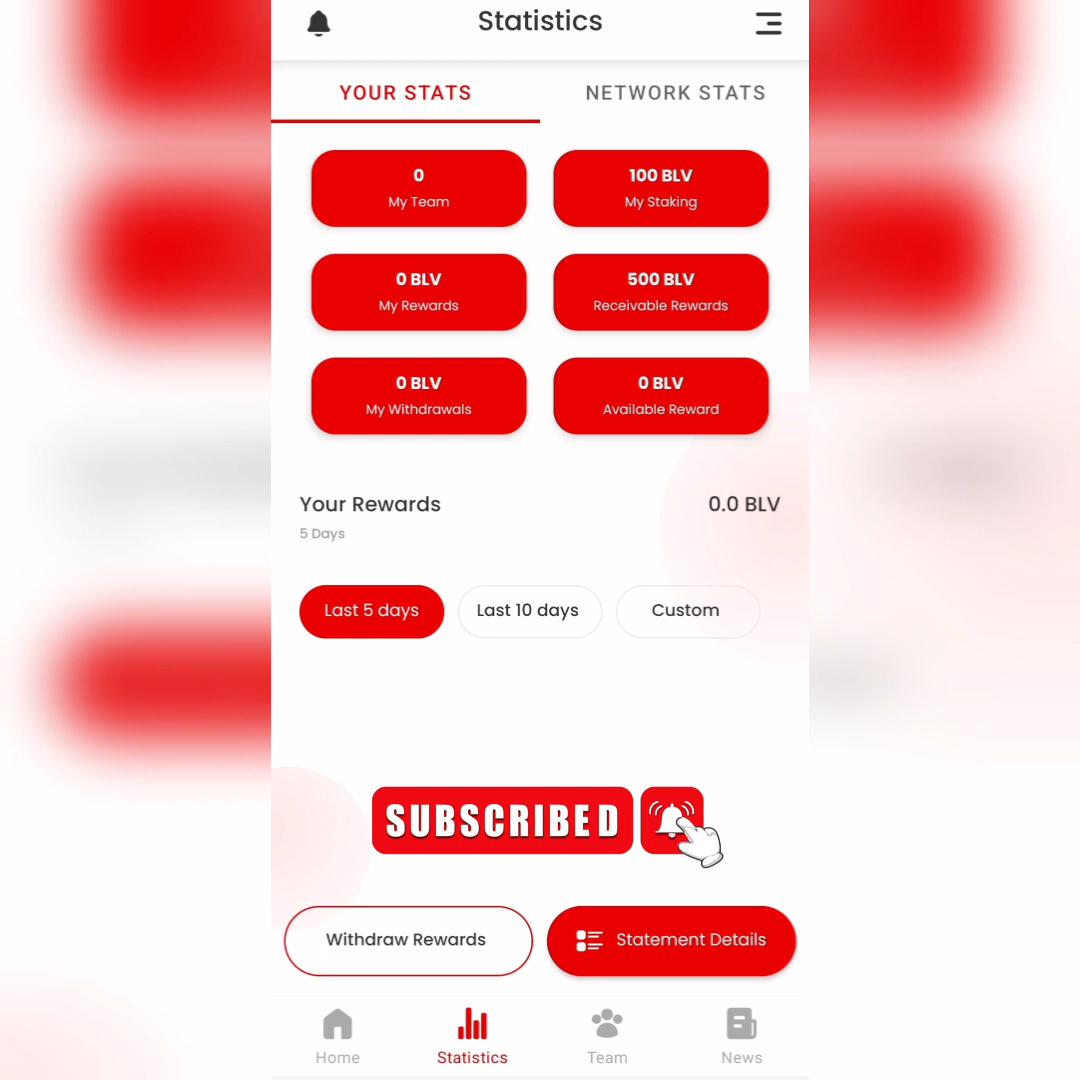 Statistics
YOUR STATS
NETWORK STATS
0
My Team
100 BLV
My Staking
0 BLV
My Rewards
500 BLV
Receivable Rewards
0 BLV
My Withdrawals
0 BLV
Available Reward
Your Rewards
0.0 BLV
5 Days
Last 5 days
Last 10 days
Custom
SUBSCRIBED
Withdraw Rewards
Statement Details
Home
Statistics
Team
News